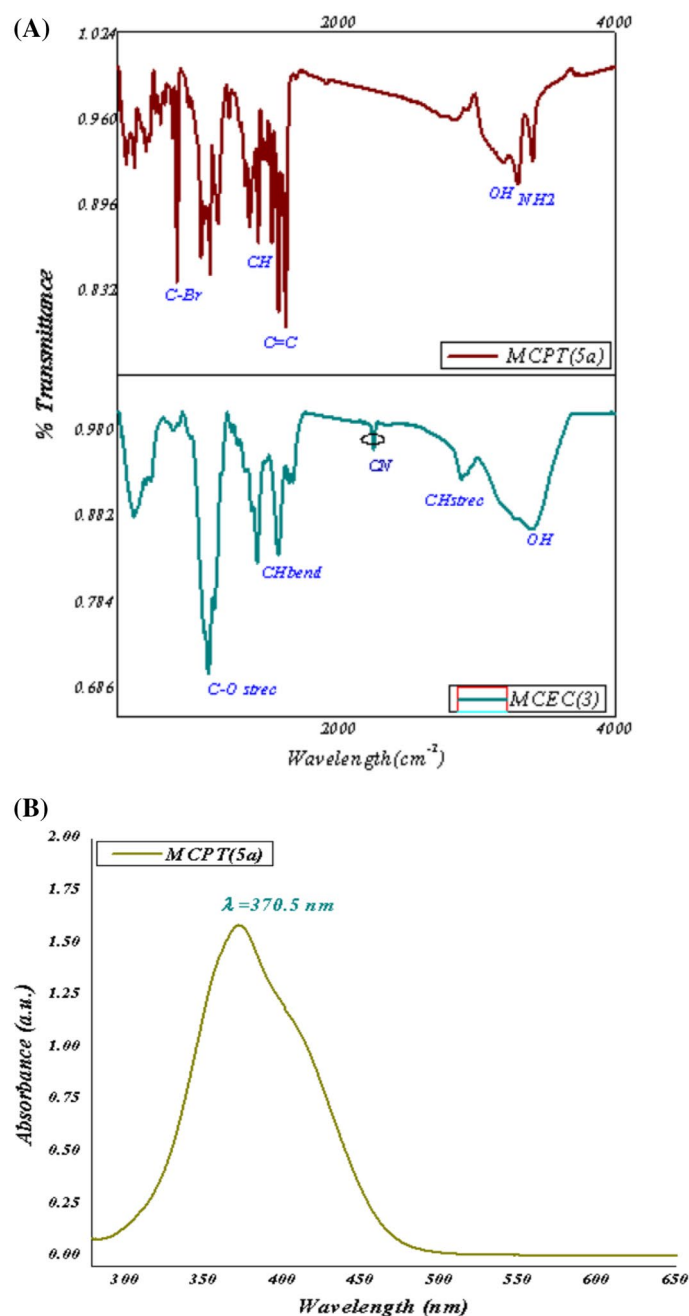 (A)
2000 4000
1.024
0.960
0.896
0.832
% Transmittance
C-Br
CH
C=C
OH
NH2
MCPT(5a)
0.980
0.882
0.784
0.686
CN
CHstrec
OH
CHbend
C-O strec
MCEC(3)
2000 4000
Wavelength(cm-1)
(B)
2.00
1.75
1.50
1.25
1.00
0.75
0.50
0.25
0.00
MCPT(5a)
λ=370.5 nm
Absorbance (a.u.)
300 350 400 450 500 550 600 650
Wavelength (nm)